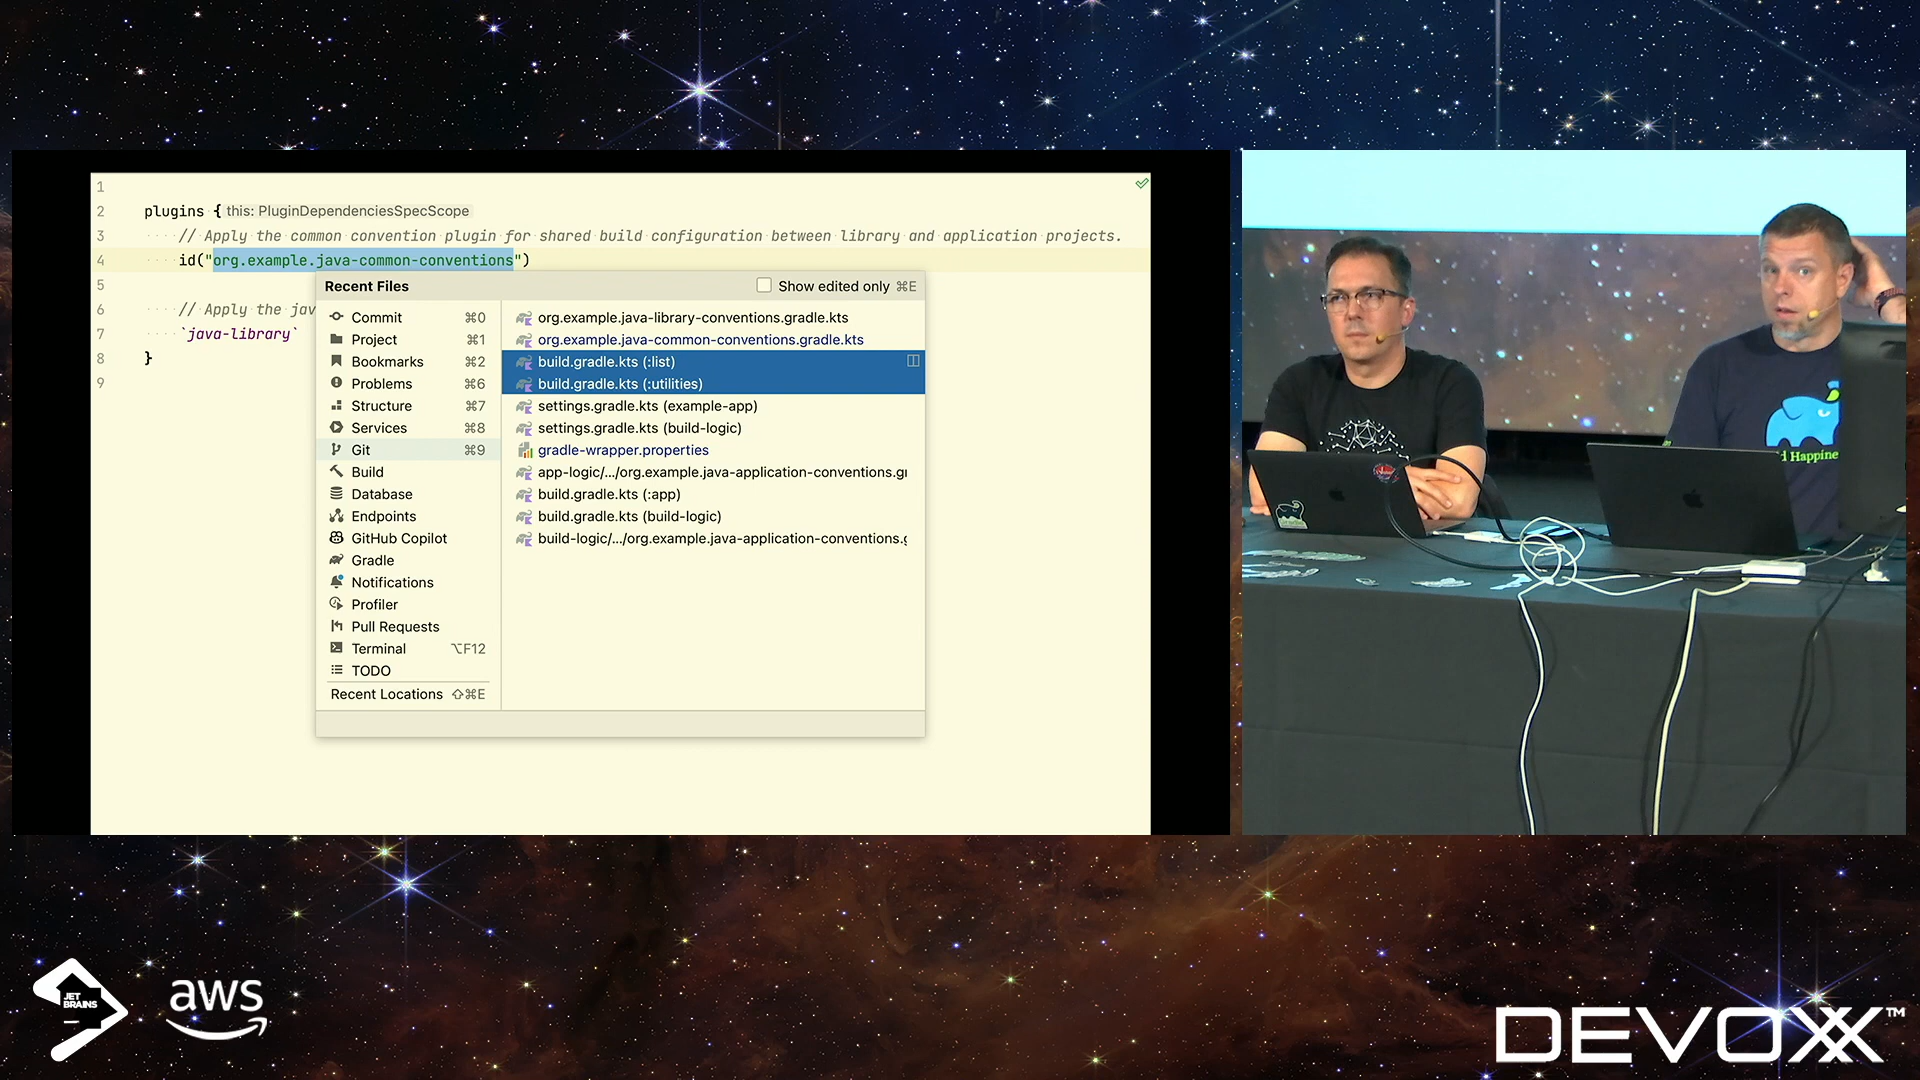 1
2 plugins { this: PluginDependenciesSpecScope
3 // Apply the common convention plugin for shared build configuration between library and application projects.
4 id("org.example.java-common-conventions")
5
6 // Apply the jav
7 `java-library`
8 }
9
Recent Files
Show edited only ⌘E
Commit ⌘0
Project ⌘1
Bookmarks ⌘2
Problems ⌘6
Structure ⌘7
Services ⌘8
Git ⌘9
Build
Database
Endpoints
GitHub Copilot
Gradle
Notifications
Profiler
Pull Requests
Terminal ⌥F12
TODO
Recent Locations ⇧⌘E
org.example.java-library-conventions.gradle.kts
org.example.java-common-conventions.gradle.kts
build.gradle.kts (:list)
build.gradle.kts (:utilities)
settings.gradle.kts (example-app)
settings.gradle.kts (build-logic)
gradle-wrapper.properties
app-logic/.../org.example.java-application-conventions.gr
build.gradle.kts (:app)
build.gradle.kts (build-logic)
build-logic/.../org.example.java-application-conventions.g
d Happine
JET
BRAINS
aws
DEVOXX™